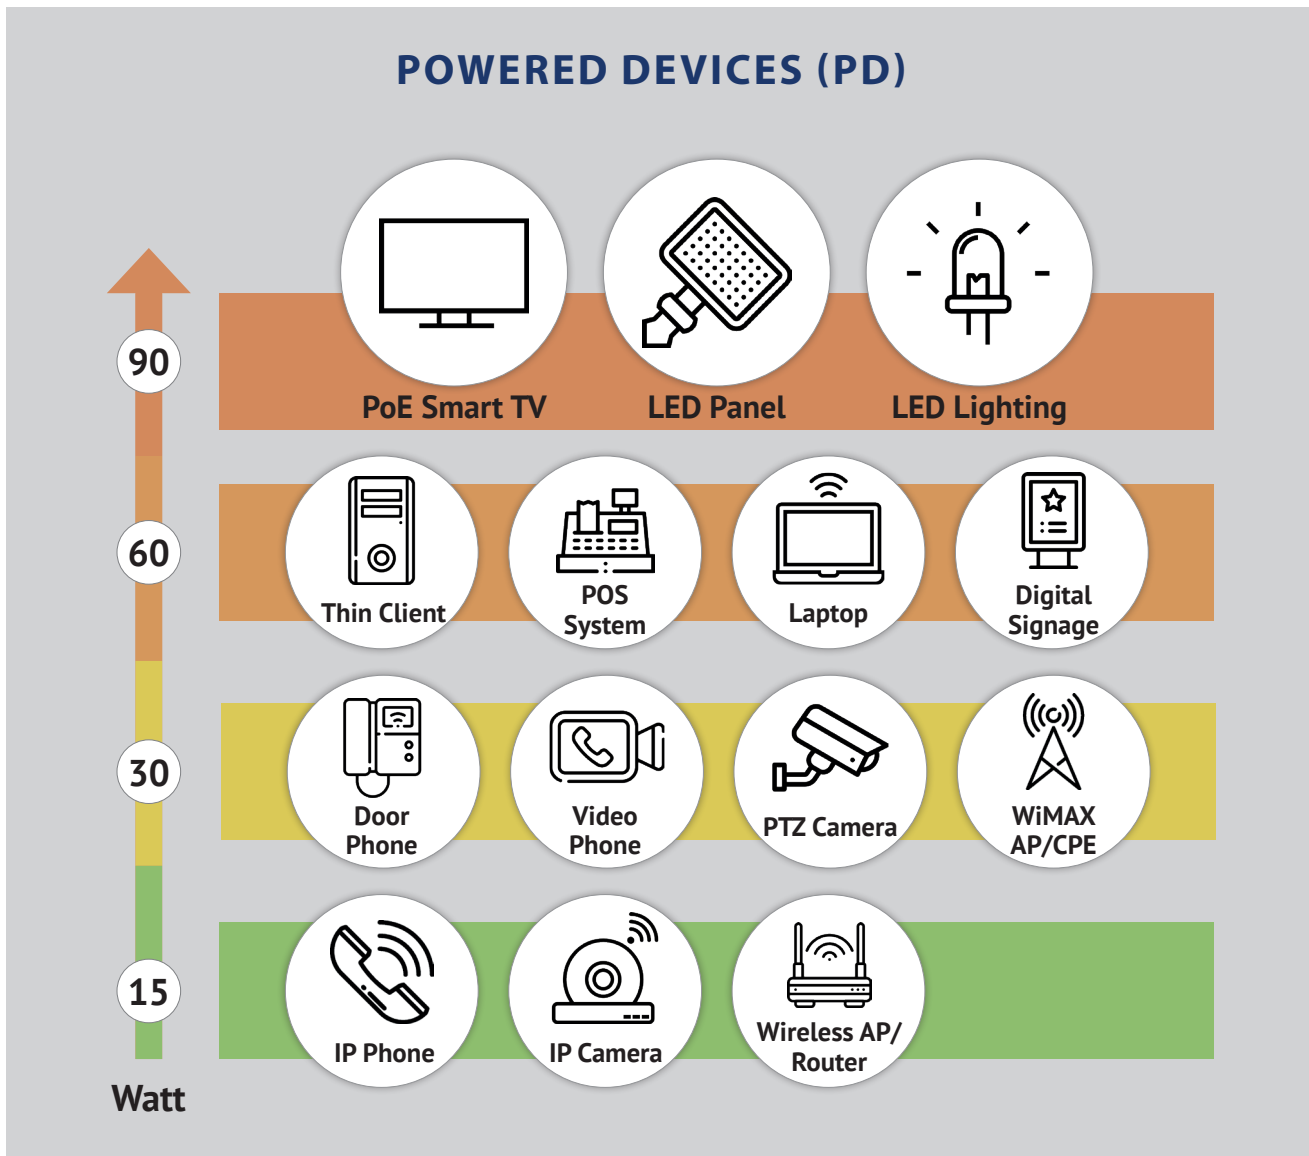 POWERED DEVICES (PD)
90
PoE Smart TV
LED Panel
LED Lighting
60
Thin Client
POS
System
Laptop
Digital
Signage
30
Door
Phone
Video
Phone
PTZ Camera
WiMAX
AP/CPE
15
IP Phone
IP Camera
Wireless AP/
Router
Watt